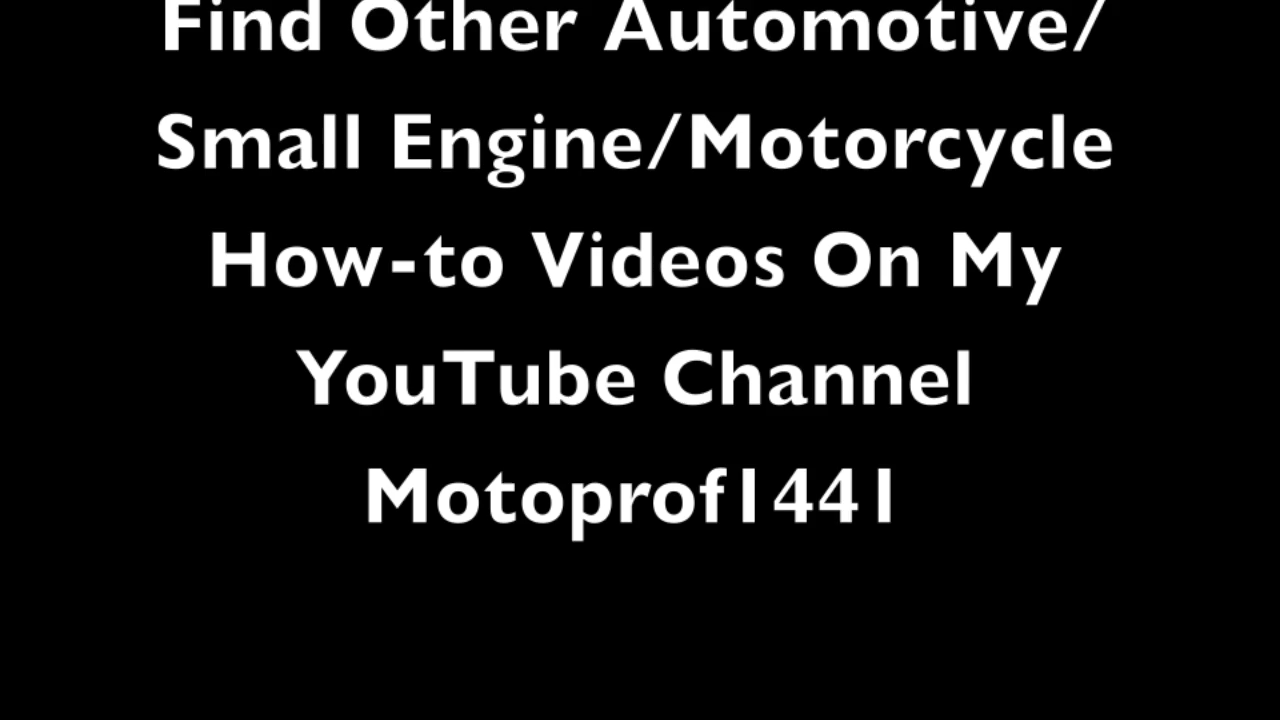 Find Other Automotive/
Small Engine/Motorcycle
How-to Videos On My
YouTube Channel
Motoprof1441